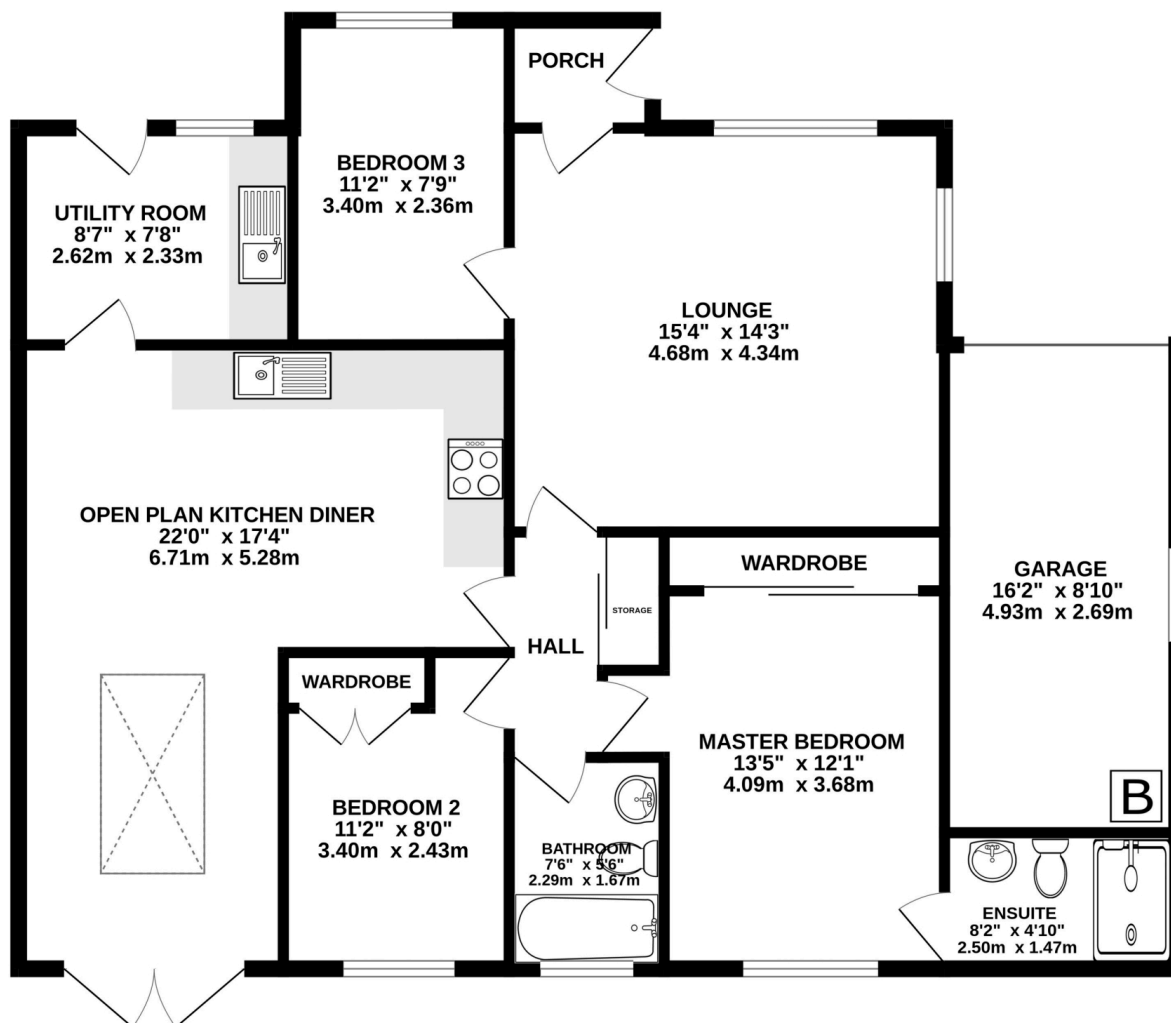 PORCH
BEDROOM 3
11'2" x 7'9"
3.40m x 2.36m
UTILITY ROOM
8'7" x 7'8"
2.62m x 2.33m
LOUNGE
15'4" x 14'3"
4.68m x 4.34m
OPEN PLAN KITCHEN DINER
22'0" x 17'4"
6.71m x 5.28m
WARDROBE
GARAGE
16'2" x 8'10"
4.93m x 2.69m
STORAGE
HALL
WARDROBE
MASTER BEDROOM
13'5" x 12'1"
4.09m x 3.68m
B
BEDROOM 2
11'2" x 8'0"
3.40m x 2.43m
BATHROOM
7'6" x 5'6"
2.29m x 1.67m
ENSUITE
8'2" x 4'10"
2.50m x 1.47m